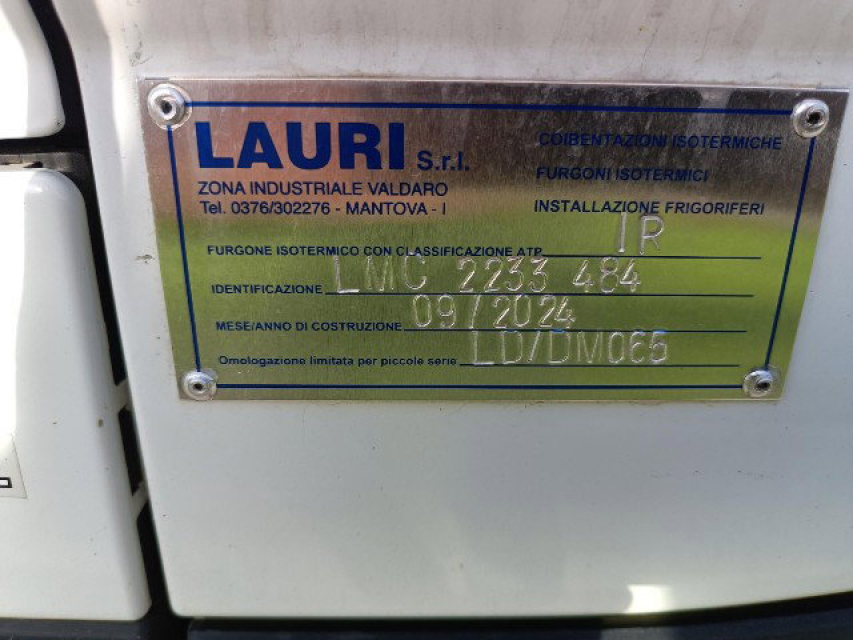 LAURI S.r.l.
ZONA INDUSTRIALE VALDARO
Tel. 0376/302276 - MANTOVA - I
COIBENTAZIONI ISOTERMICHE
FURGONI ISOTERMICI
INSTALLAZIONE FRIGORIFERI
FURGONE ISOTERMICO CON CLASSIFICAZIONE ATP IR
IDENTIFICAZIONE LMC 2233 484
MESE/ANNO DI COSTRUZIONE 09/2024
Omologazione limitata per piccole serie LD/DM065